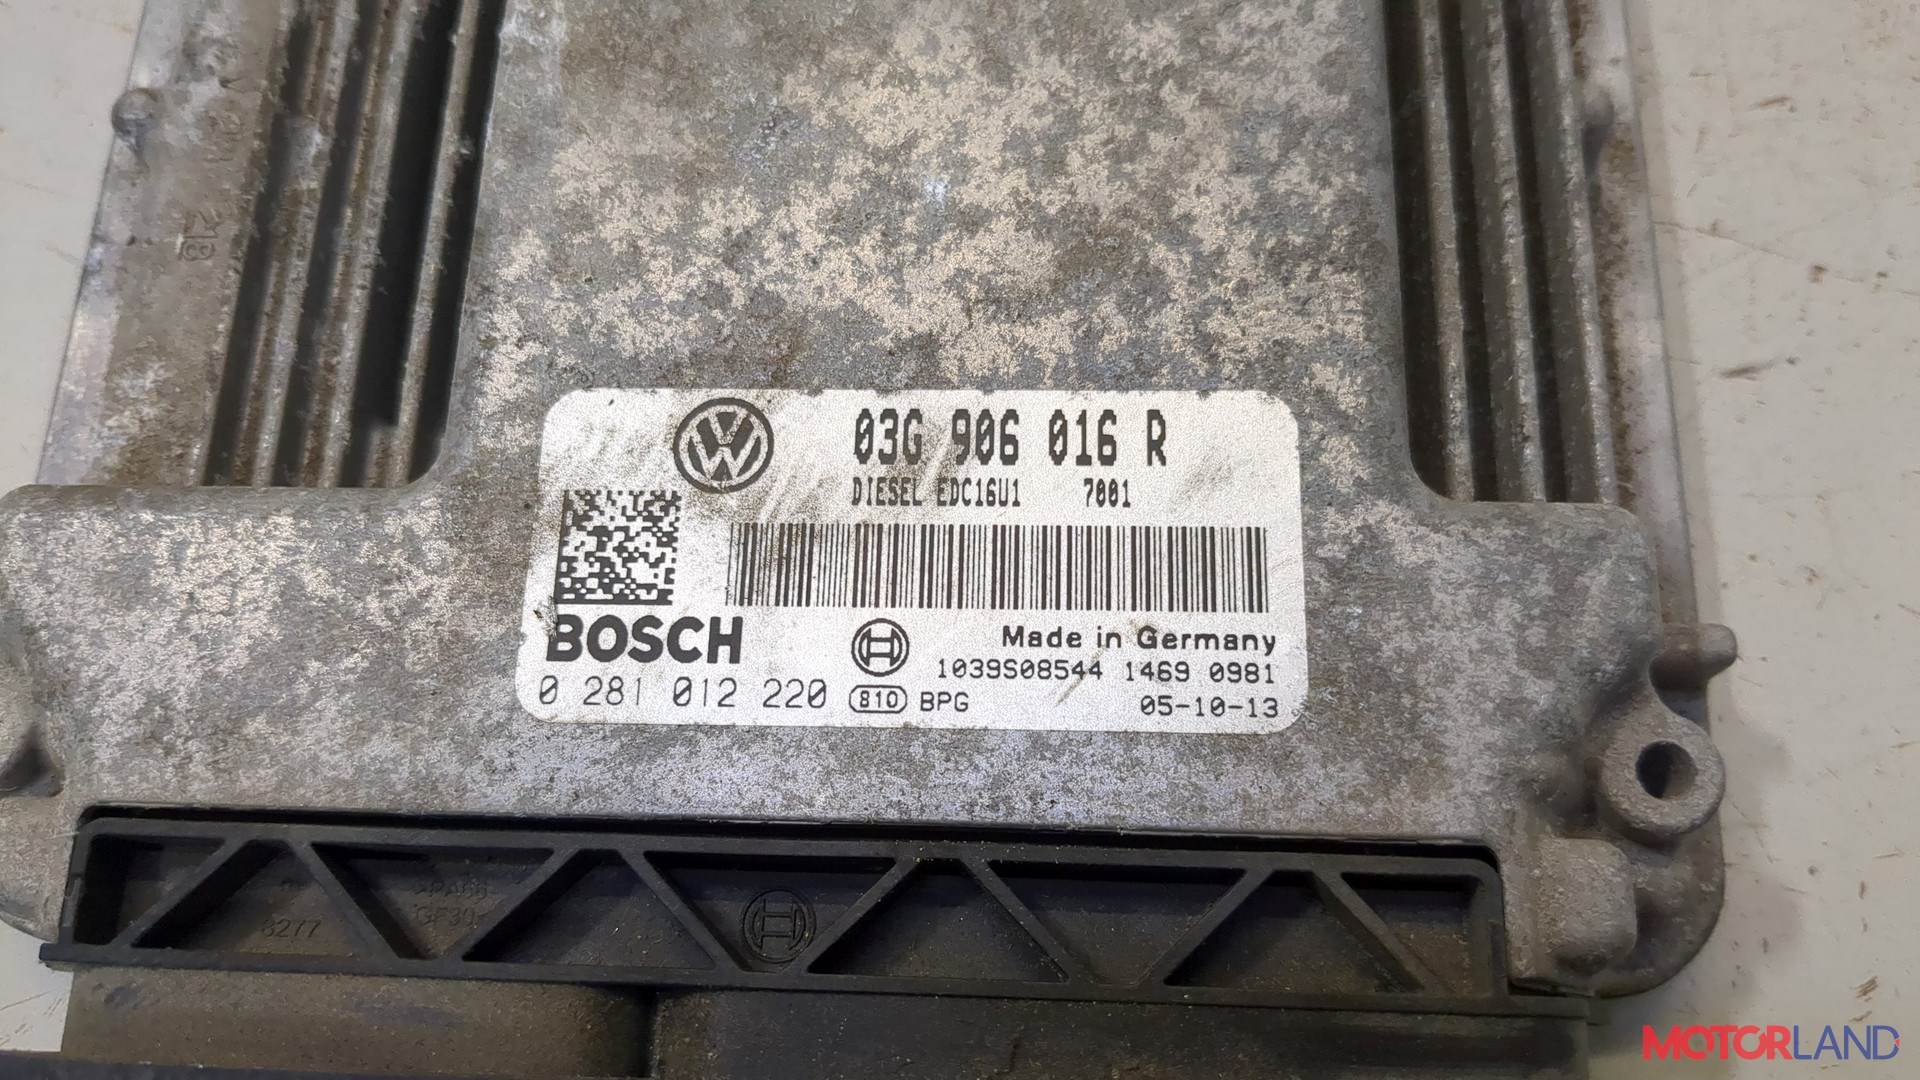 03G 906 016 R
DIESEL EDC16U1 7001
BOSCH
Made in Germany
1039S08544 1469 0981
0 281 012 220 810 BPG
05-10-13
8277
MOTORLAND